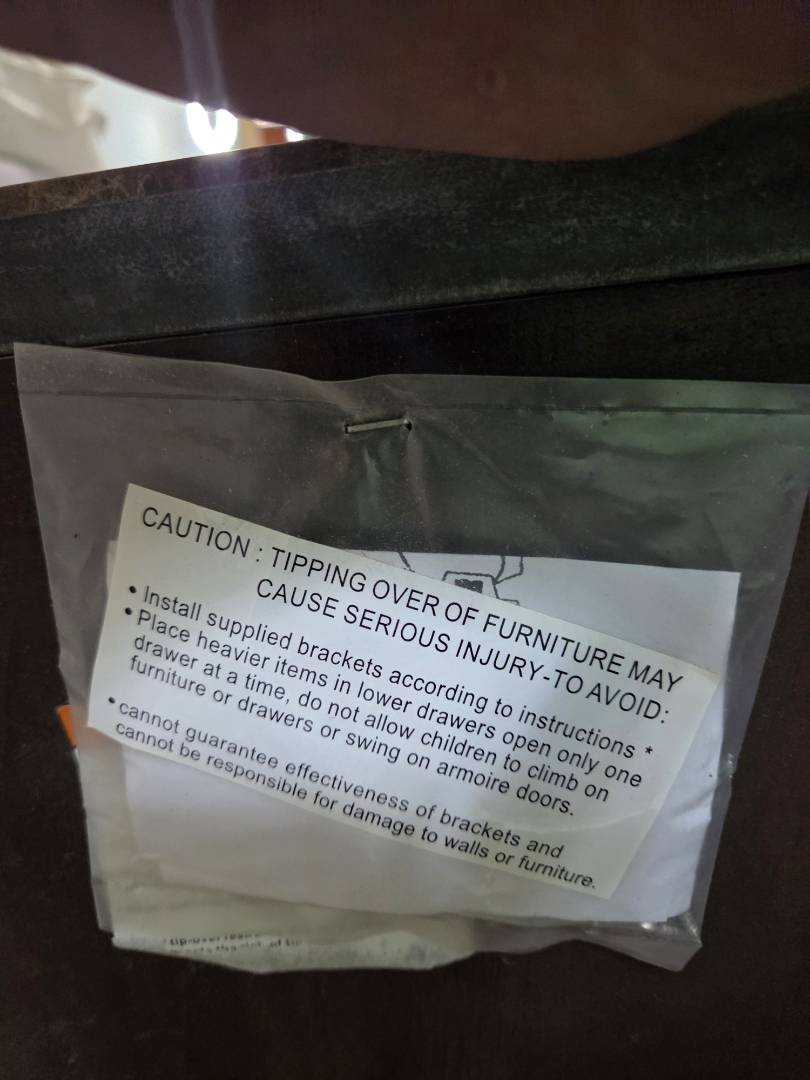 CAUTION : TIPPING OVER OF FURNITURE MAY
CAUSE SERIOUS INJURY-TO AVOID:
• Install supplied brackets according to instructions *
• Place heavier items in lower drawers open only one
drawer at a time, do not allow children to climb on
furniture or drawers or swing on armoire doors.
• cannot guarantee effectiveness of brackets and
cannot be responsible for damage to walls or furniture.